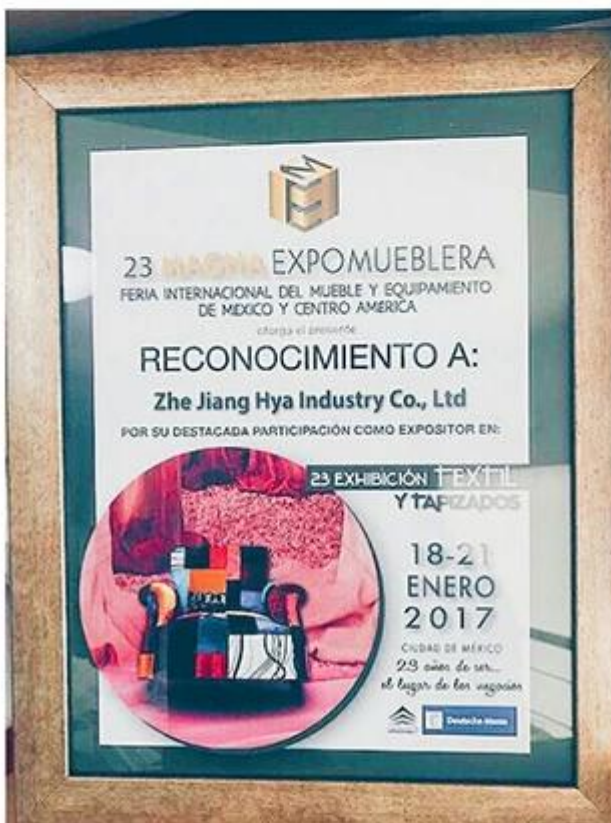 ME
23 MAGNA EXPOMUEBLERA
FERIA INTERNACIONAL DEL MUEBLE Y EQUIPAMIENTO
DE MEXICO Y CENTRO AMERICA
otorga el presente
RECONOCIMIENTO A:
Zhe Jiang Hya Industry Co., Ltd
POR SU DESTACADA PARTICIPACIÓN COMO EXPOSITOR EN:
23 EXHIBICIÓN TEXTIL
Y TAPIZADOS
18-21
ENERO
2017
CIUDAD DE MÉXICO
23 años de ser...
el lugar de los negocios
Deutsche Messe